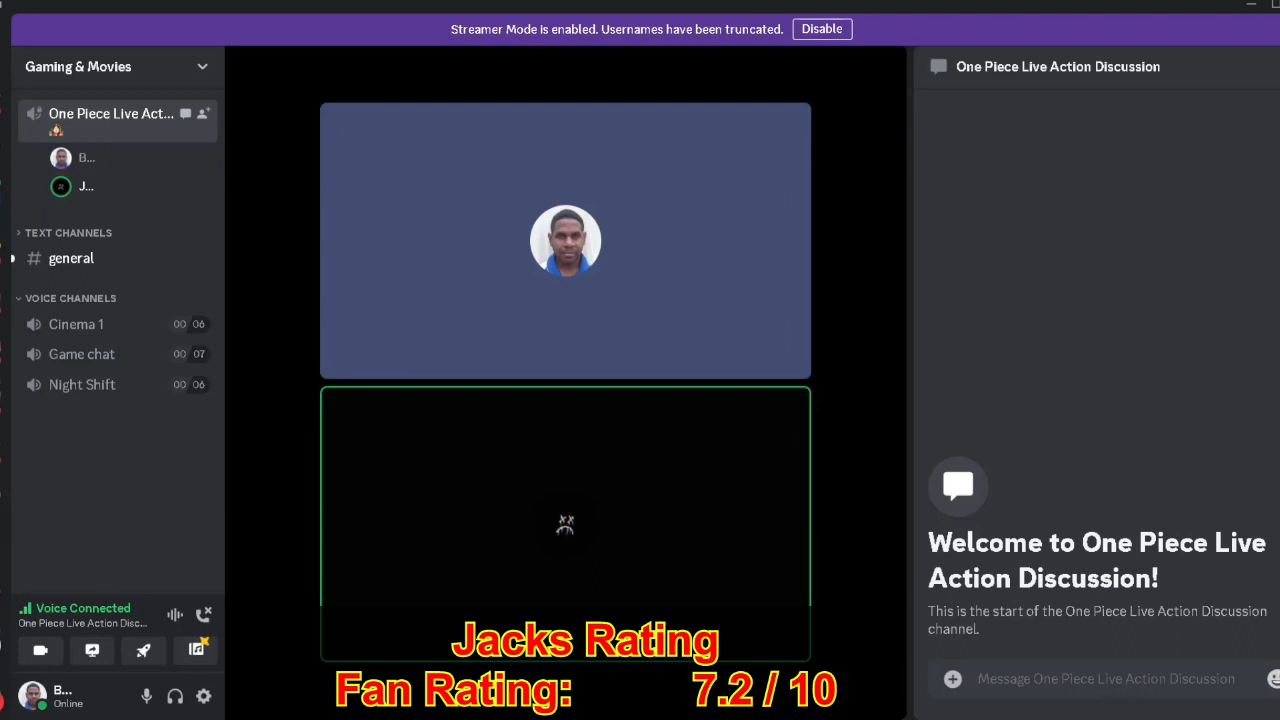 Streamer Mode is enabled. Usernames have been truncated. Disable
Gaming & Movies
One Piece Live Act...
B...
J...
TEXT CHANNELS
general
VOICE CHANNELS
Cinema 1 00 06
Game chat 00 07
Night Shift 00 06
Voice Connected
One Piece Live Action Disc...
B...
Online
Jacks Rating
Fan Rating: 7.2 / 10
One Piece Live Action Discussion
Welcome to One Piece Live
Action Discussion!
This is the start of the One Piece Live Action Discussion
channel.
Message One Piece Live Action Discussion